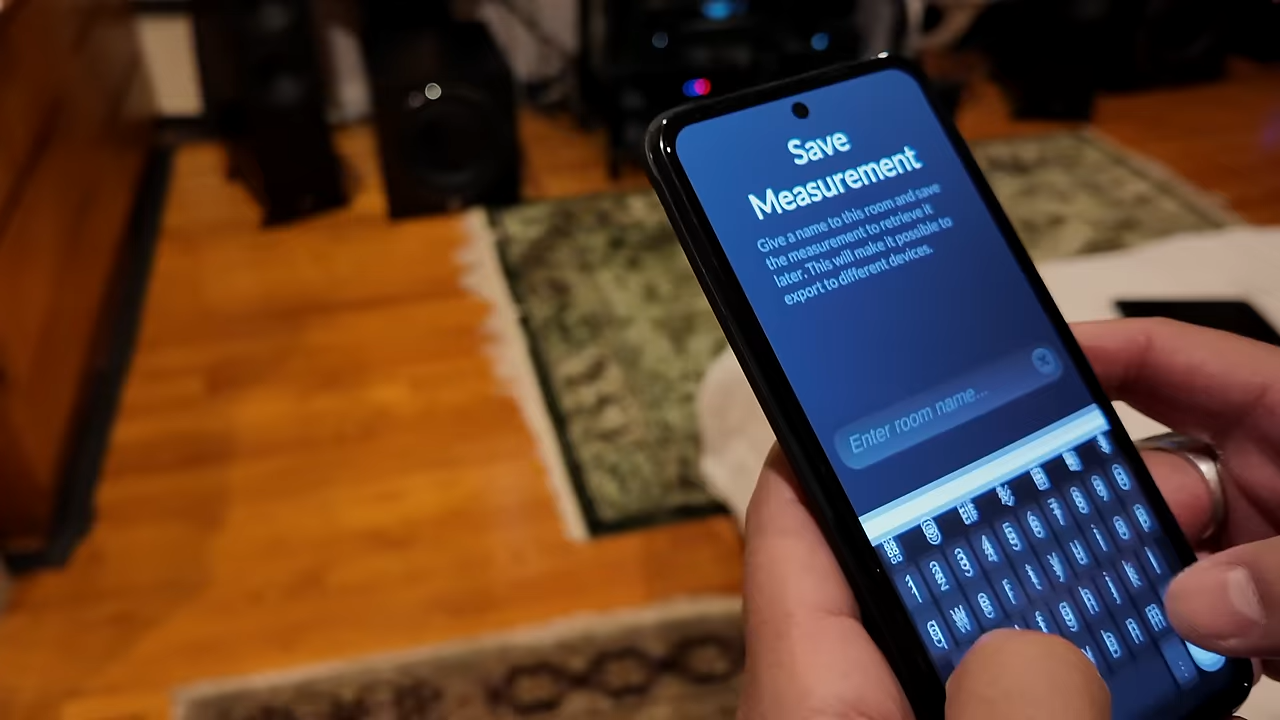 Save
Measurement
Give a name to this room and save
the measurement to retrieve it
later. This will make it possible to
export to different devices.
Enter room name...